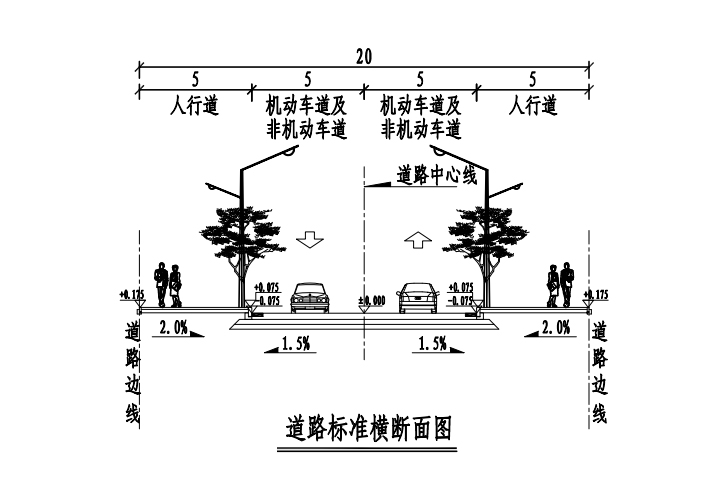 20
5 5 5 5
人行道 机动车道及 机动车道及 人行道
非机动车道 非机动车道
道路中心线
+0.175 +0.075 ±0.000 +0.075 +0.175
-0.075 -0.075
2.0% 2.0%
1.5% 1.5%
道路边线 道路边线
道路标准横断面图